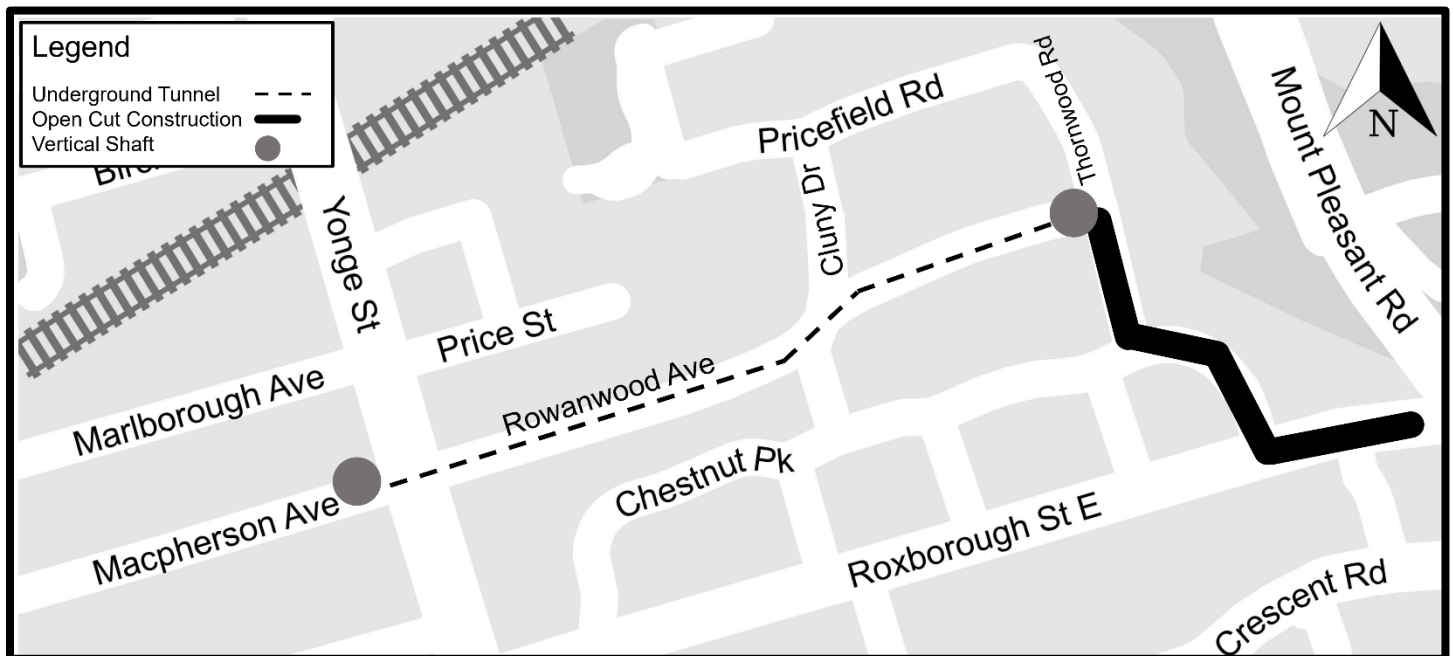 Legend
Underground Tunnel
Open Cut Construction
Vertical Shaft
N
Thornwood Rd
Pricefield Rd
Mount Pleasant Rd
Cluny Dr
Yonge St
Price St
Marlborough Ave
Rowanwood Ave
Chestnut Pk
Macpherson Ave
Roxborough St E
Crescent Rd